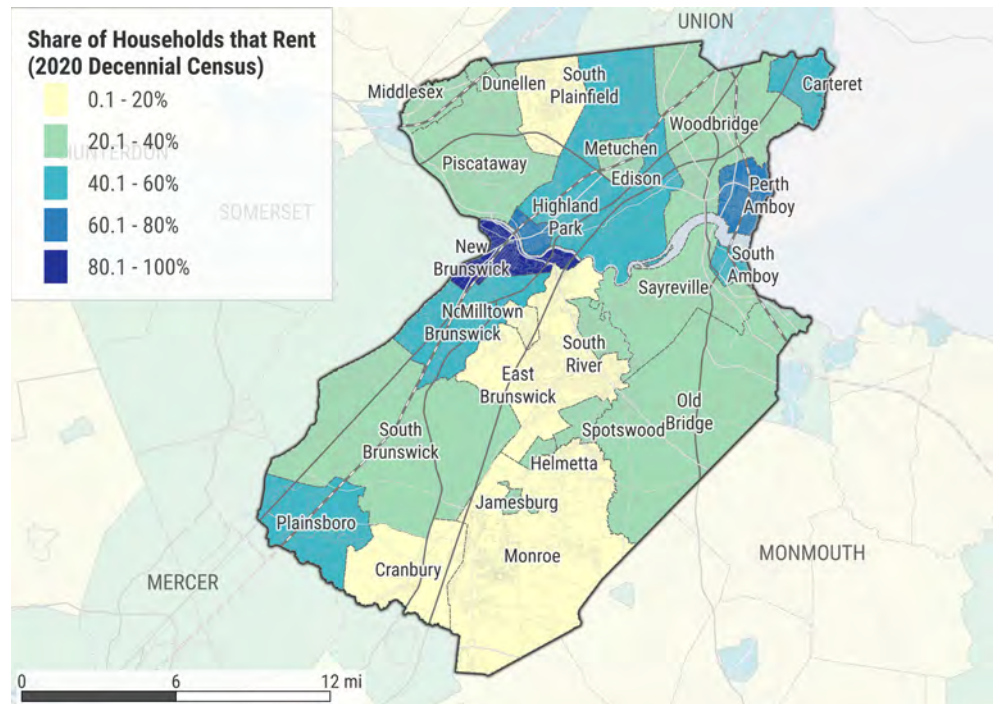 Share of Households that Rent
(2020 Decennial Census)
0.1 - 20%
20.1 - 40%
40.1 - 60%
60.1 - 80%
80.1 - 100%
UNION
HUNTERDON
SOMERSET
MERCER
MONMOUTH
Middlesex
Dunellen
South
Plainfield
Carteret
Woodbridge
Piscataway
Metuchen
Edison
Perth
Amboy
Highland
Park
New
Brunswick
South
Amboy
Sayreville
Milltown
Brunswick
South
River
East
Brunswick
Old
Bridge
Spotswood
South
Brunswick
Helmetta
Jamesburg
Plainsboro
Cranbury
Monroe
0
6
12 mi